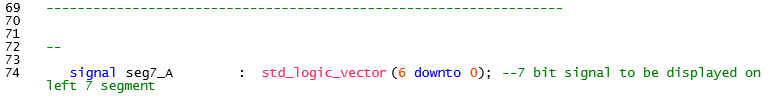 69 -----------------------------------------------------------------
70
71
72 --
73
74 signal seg7_A : std_logic_vector (6 downto 0); --7 bit signal to be displayed on
left 7 segment